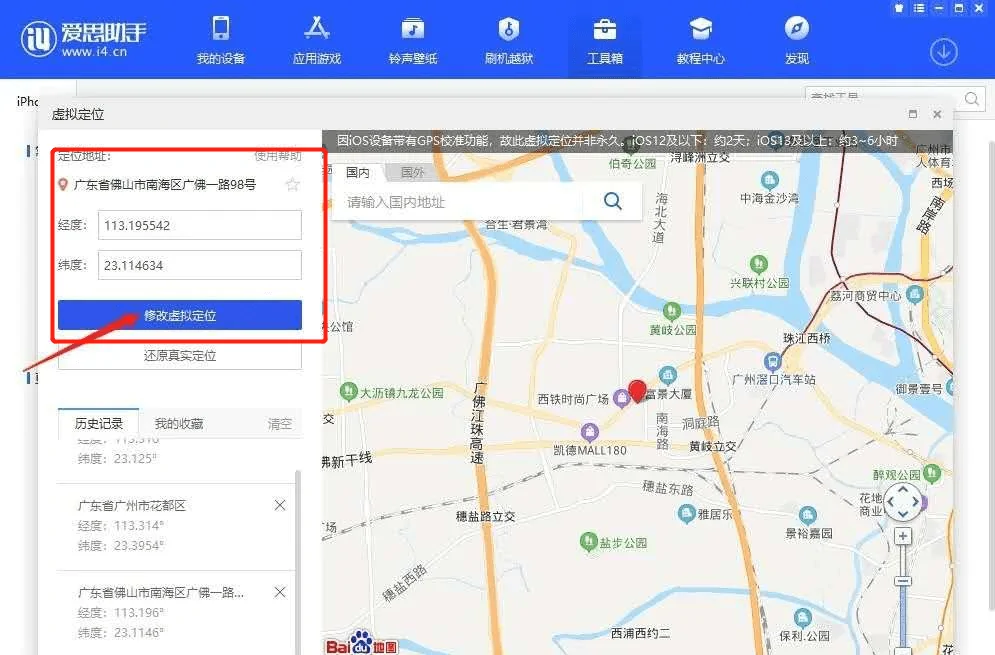 爱思助手
www.i4.cn
我的设备
应用游戏
铃声壁纸
刷机越狱
工具箱
教程中心
发现
虚拟定位
因iOS设备带有GPS校准功能，故此虚拟定位并非永久。iOS12及以下：约2天；iOS13及以上：约3~6小时
定位地址：
使用帮助
广东省佛山市南海区广佛一路98号
经度：
113.195542
纬度：
23.114634
修改虚拟定位
还原真实定位
历史记录
我的收藏
清空
纬度：23.125°
广东省广州市花都区
经度：113.314°
纬度：23.3954°
广东省佛山市南海区广佛一路...
经度：113.196°
纬度：23.1146°
国内
国外
请输入国内地址
伯奇公园
浔峰洲立交
广州市
人体育
西场
南岸路
中海金沙湾
海北大道
合生·君景湾
兴联村公园
荔河商贸中心
黄岐公园
珠江西桥
广州滘口汽车站
御景壹号
大沥镇九龙公园
广佛江珠高速
西铁时尚广场
富景大厦
南海路
洞庭路
凯德MALL180
黄岐立交
佛新干线
醉观公园
穗盐东路
花地
商业
穗盐路立交
雅居乐
景裕嘉园
盐步公园
穗盐西路
保利.公园
西浦西约二
Bai du 地图